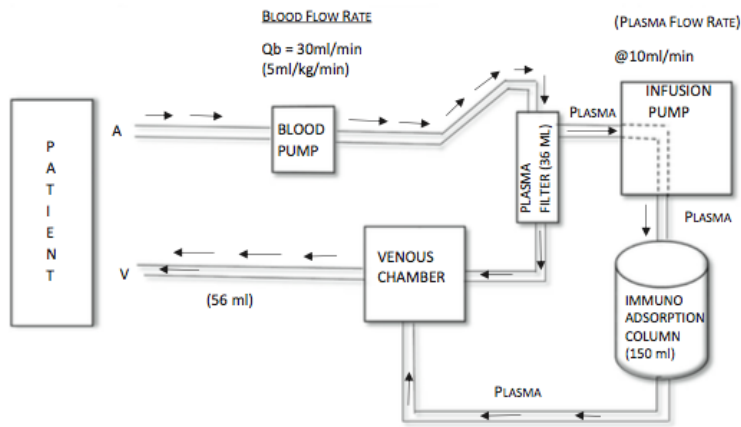 BLOOD FLOW RATE
Qb = 30ml/min
(5ml/kg/min)
(PLASMA FLOW RATE)
@10ml/min
PATIENT
A
BLOOD
PUMP
PLASMA
FILTER (36 ML)
PLASMA
INFUSION
PUMP
PLASMA
V
(56 ml)
VENOUS
CHAMBER
IMMUNO
ADSORPTION
COLUMN
(150 ml)
PLASMA